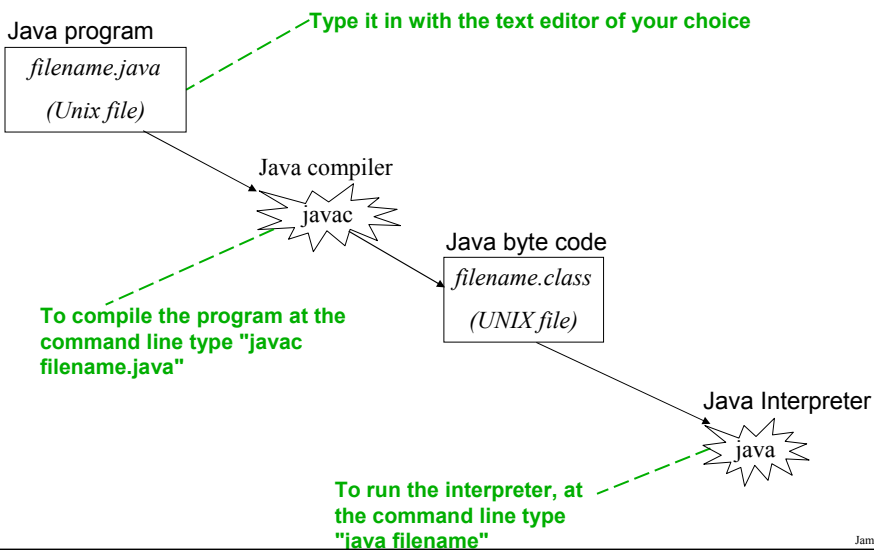 Type it in with the text editor of your choice
Java program
filename.java
(Unix file)
Java compiler
javac
Java byte code
filename.class
(UNIX file)
To compile the program at the
command line type "javac
filename.java"
Java Interpreter
java
To run the interpreter, at
the command line type
"java filename"
Jam